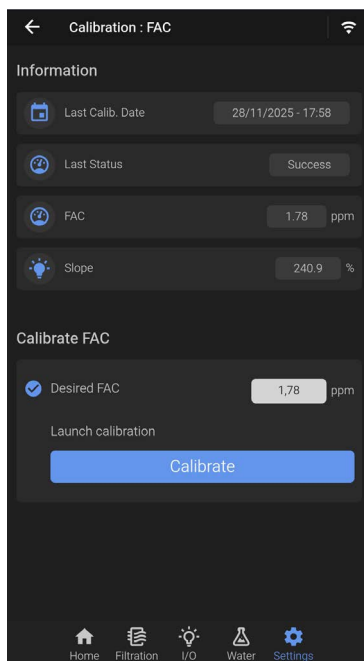 Calibration : FAC
Information
Last Calib. Date 28/11/2025 - 17:58
Last Status Success
FAC 1.78 ppm
Slope 240.9 %
Calibrate FAC
Desired FAC 1,78 ppm
Launch calibration
Calibrate
Home Filtration I/O Water Settings